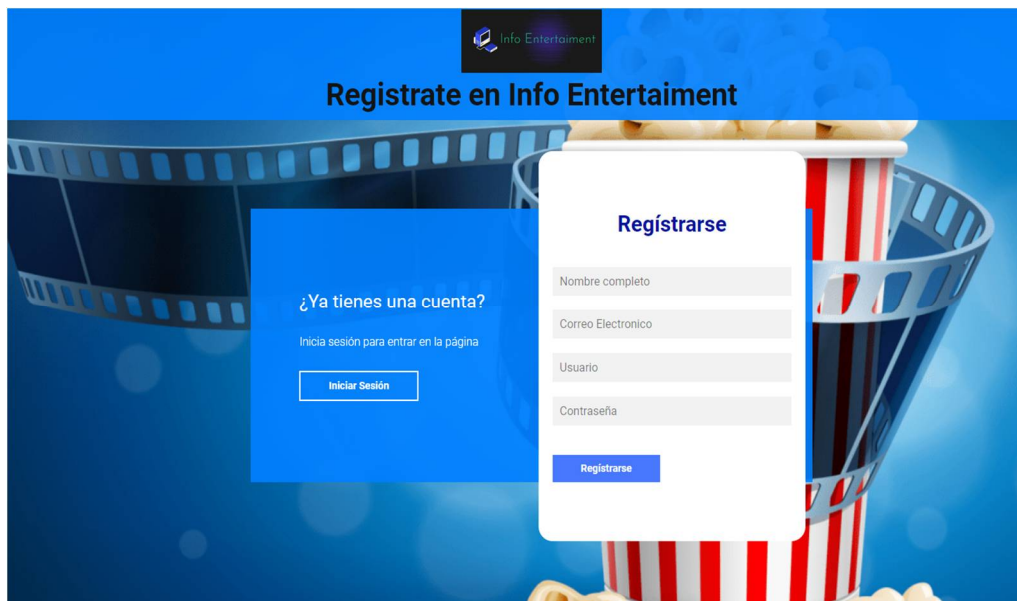 Info Entertaiment
Registrate en Info Entertaiment
¿Ya tienes una cuenta?
Inicia sesión para entrar en la página
Iniciar Sesión
Regístrarse
Nombre completo
Correo Electronico
Usuario
Contraseña
Regístrarse